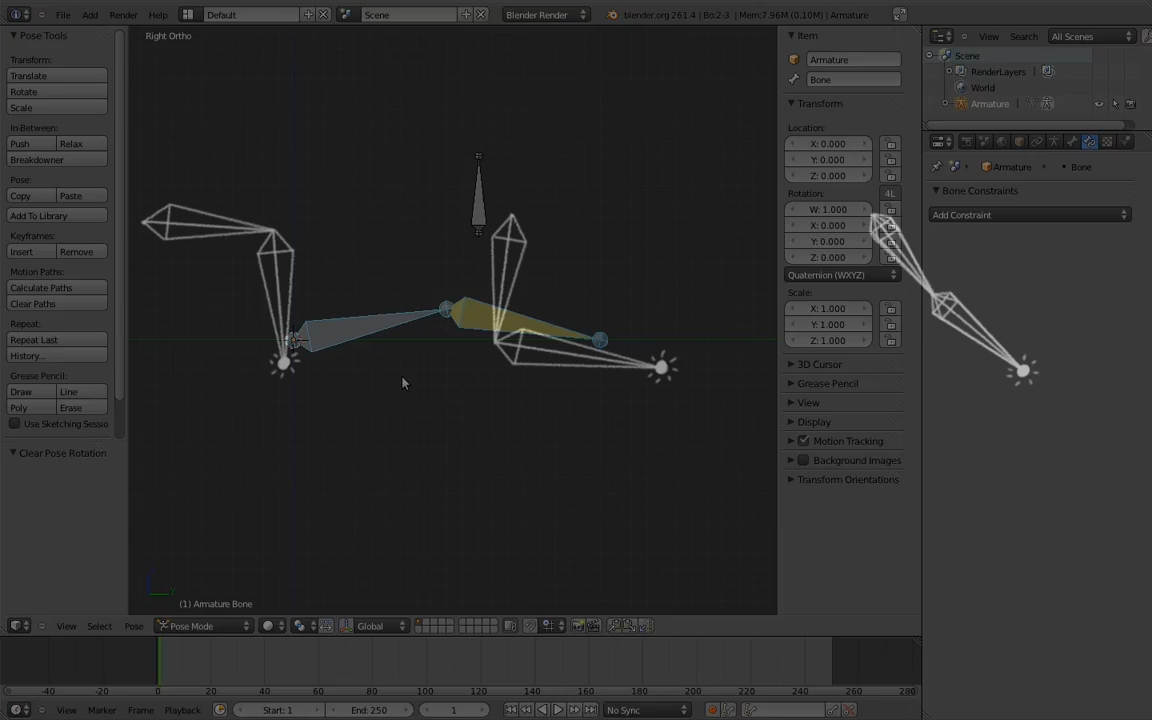 File Add Render Help Default Scene Blender Render blender.org 261.4 | Bo:2-3 | Mem:7.96M (0.10M) | Armature
Pose Tools
Transform:
Translate
Rotate
Scale
In-Between:
Push Relax
Breakdowner
Pose:
Copy Paste
Add To Library
Keyframes:
Insert Remove
Motion Paths:
Calculate Paths
Clear Paths
Repeat:
Repeat Last
History...
Grease Pencil:
Draw Line
Poly Erase
Use Sketching Sessio
Clear Pose Rotation
Right Ortho
(1) Armature Bone
Item
Armature
Bone
Transform
Location:
X: 0.000
Y: 0.000
Z: 0.000
Rotation:
4L
W: 1.000
X: 0.000
Y: 0.000
Z: 0.000
Quaternion (WXYZ)
Scale:
X: 1.000
Y: 1.000
Z: 1.000
3D Cursor
Grease Pencil
View
Display
Motion Tracking
Background Images
Transform Orientations
View Search All Scenes
Scene
RenderLayers
World
Armature
Armature Bone
Bone Constraints
Add Constraint
View Select Pose Pose Mode Global
-40 -20 0 20 40 60 80 100 120 140 160 180 200 220 240 260 280
View Marker Frame Playback Start: 1 End: 250 1 No Sync